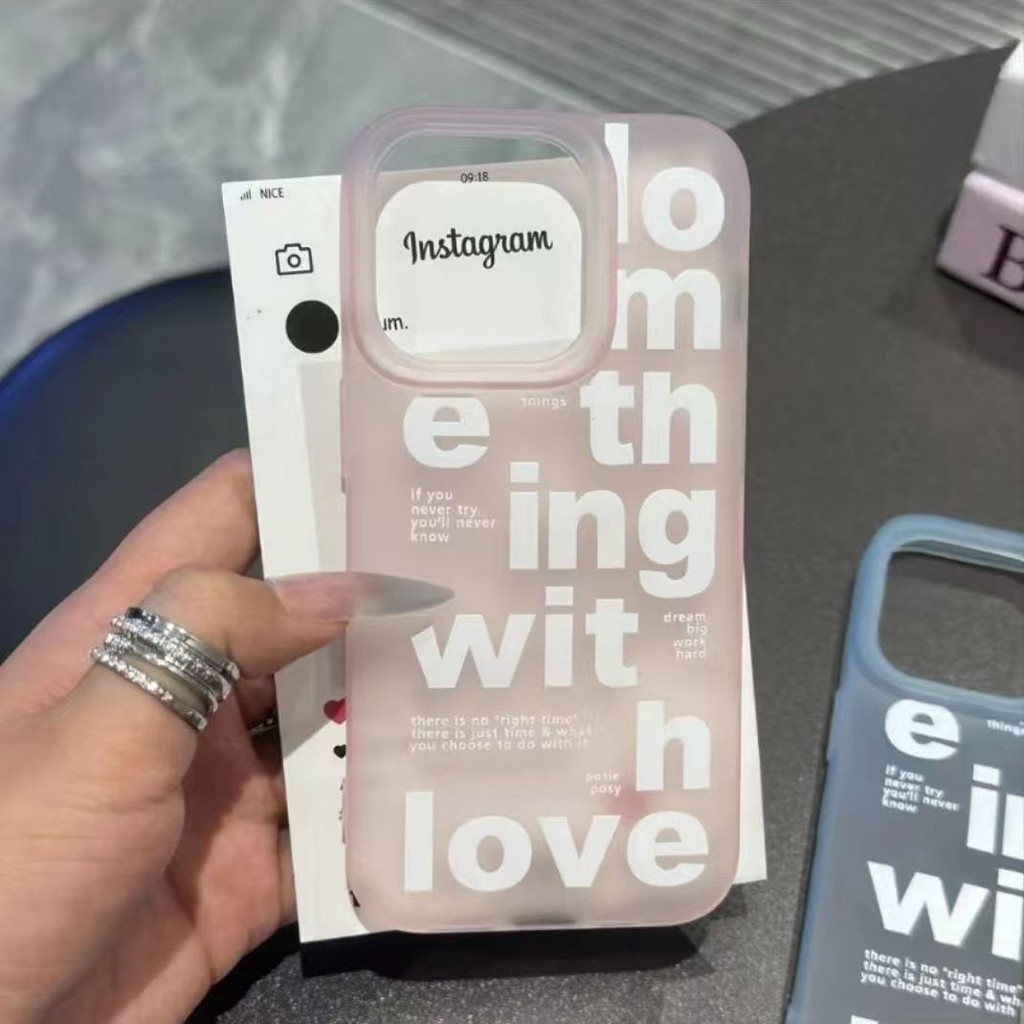 NICE
09:18
Instagram
um.
lo
m
e things th
if you
never try
you'll never
know
ing
wit
dream
big
work
hard
there is no "right time"
there is just time & what
you choose to do with it
h
posie
posy
love
E
e things
if you
never try
you'll never
know
in
wi
there is no "right time"
there is just time & wh
you choose to do with